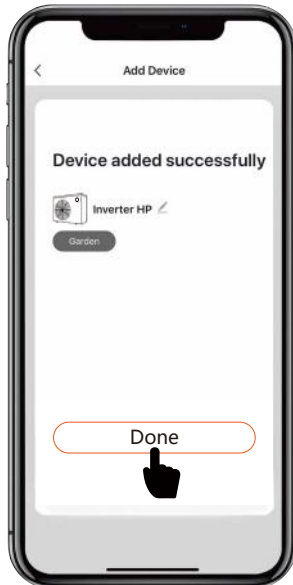 Add Device
Device added successfully
Inverter HP
Garden
Done